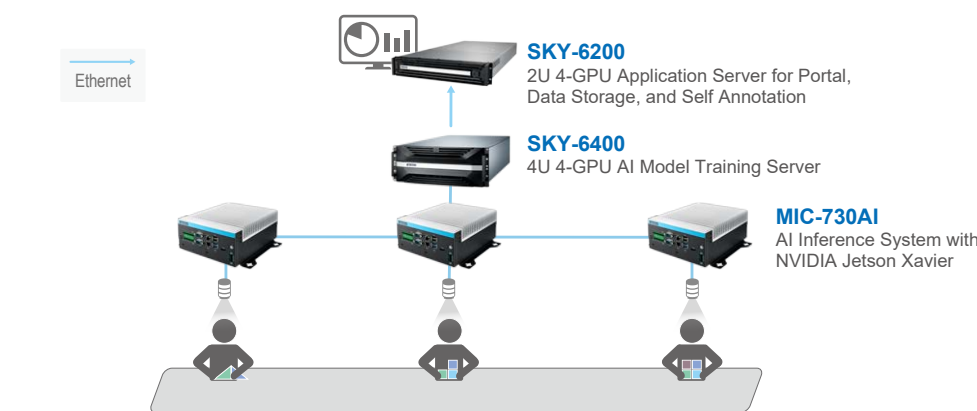 Ethernet
SKY-6200
2U 4-GPU Application Server for Portal,
Data Storage, and Self Annotation
SKY-6400
4U 4-GPU AI Model Training Server
MIC-730AI
AI Inference System with
NVIDIA Jetson Xavier